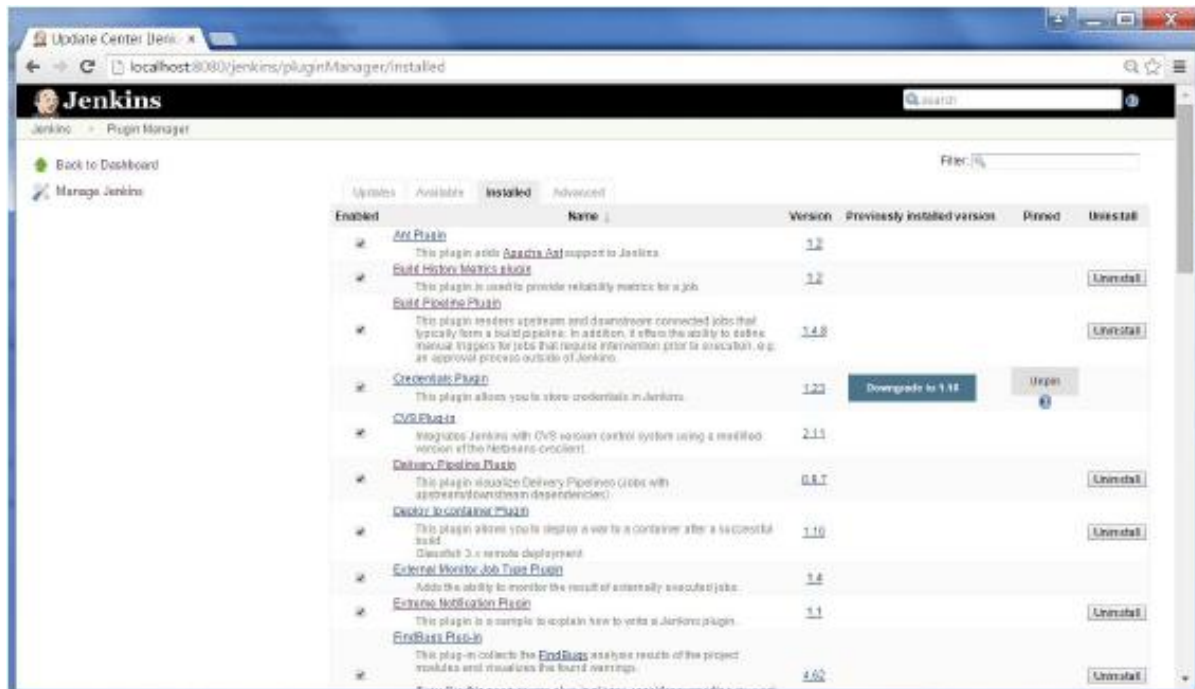 Update Center [Jenk
localhost:8080/jenkins/pluginManager/installed
Jenkins
search
Jenkins Plugin Manager
Back to Dashboard
Manage Jenkins
Filter:
Updates Available Installed Advanced
Enabled Name ↓ Version Previously installed version Pinned Uninstall
Ant Plugin
This plugin adds Apache Ant support to Jenkins
1.2
Build History Metrics plugin
This plugin is used to provide reliability metrics for a job
1.2
Uninstall
Build Pipeline Plugin
This plugin renders upstream and downstream connected jobs that
typically form a build pipeline. In addition, it offers the ability to define
manual triggers for jobs that require intervention prior to execution, e.g.
an approval process outside of Jenkins.
1.4.8
Uninstall
Credentials Plugin
This plugin allows you to store credentials in Jenkins.
1.23
Downgrade to 1.18
Unpin
CVS Plug-in
Integrates Jenkins with CVS version control system using a modified
version of the Netbeans cvsclient.
2.11
Delivery Pipeline Plugin
This plugin visualize Delivery Pipelines (Jobs with
upstream/downstream dependencies)
0.8.7
Uninstall
Deploy to container Plugin
This plugin allows you to deploy a war to a container after a successful
build.
Glassfish 3.x remote deployment
1.10
Uninstall
External Monitor Job Type Plugin
Adds the ability to monitor the result of externally executed jobs.
1.4
Extreme Notification Plugin
This plugin is a sample to explain how to write a Jenkins plugin.
1.1
Uninstall
FindBugs Plug-in
This plug-in collects the FindBugs analysis results of the project
modules and visualizes the found warnings.
4.62
Uninstall